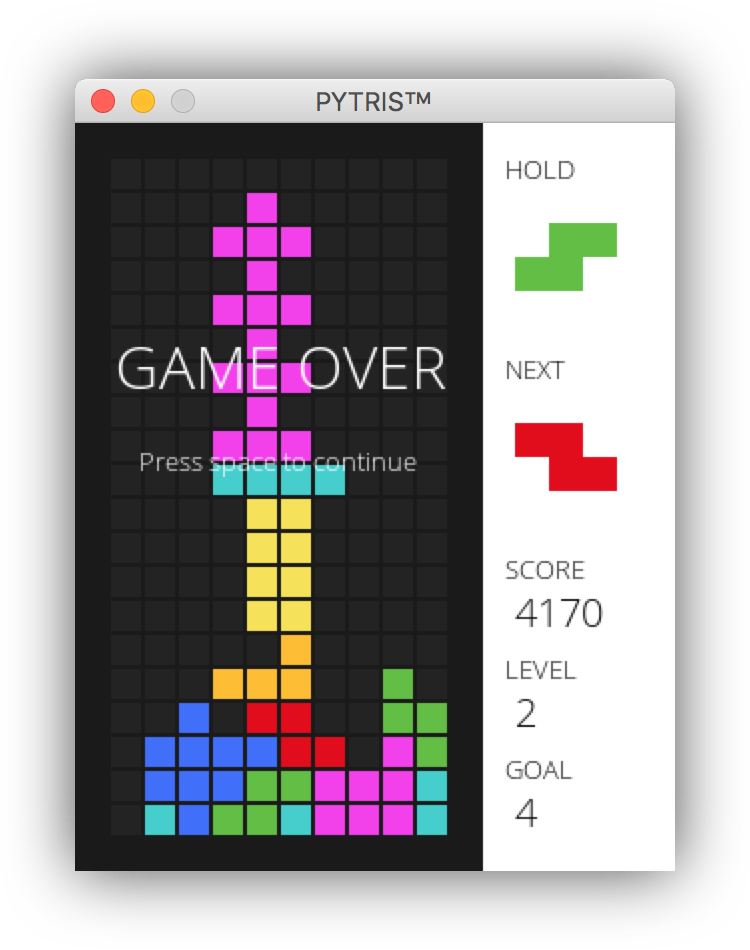 PYTRIS™
HOLD
GAME OVER
Press space to continue
NEXT
SCORE
4170
LEVEL
2
GOAL
4